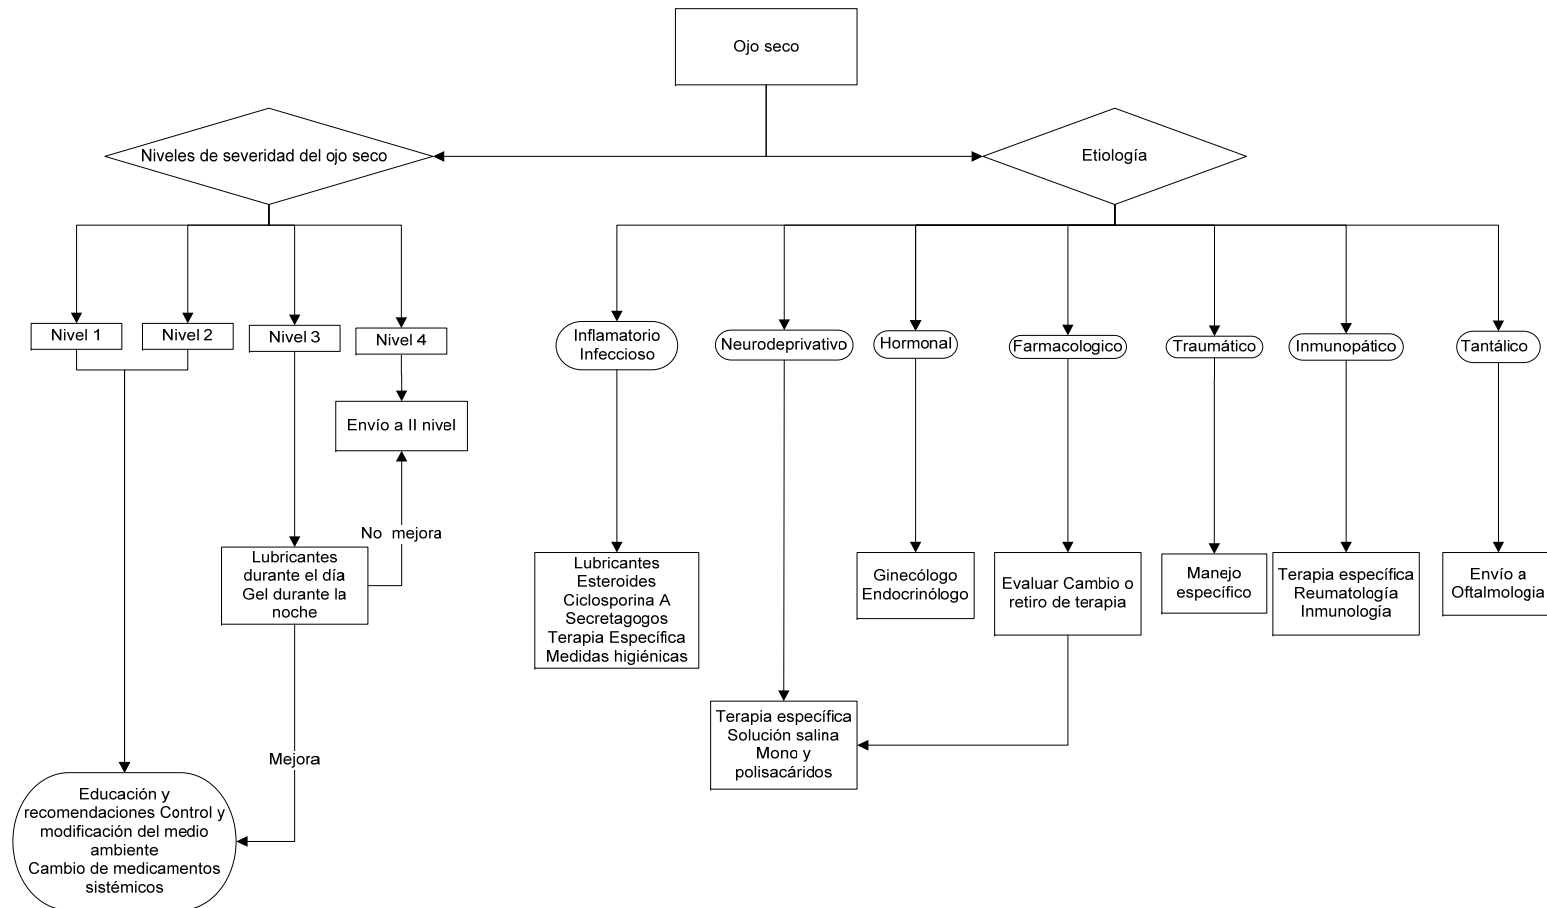 Ojo seco
Niveles de severidad del ojo seco
Etiología
Nivel 1
Nivel 2
Nivel 3
Nivel 4
Inflamatorio
Infeccioso
Neurodeprivativo
Hormonal
Farmacologico
Traumático
Inmunopático
Tantálico
Envío a II nivel
No mejora
Lubricantes
durante el día
Gel durante la
noche
Lubricantes
Esteroides
Ciclosporina A
Secretagogos
Terapia Específica
Medidas higiénicas
Ginecólogo
Endocrinólogo
Evaluar Cambio o
retiro de terapia
Manejo
específico
Terapia específica
Reumatología
Inmunología
Envío a
Oftalmologia
Terapia específica
Solución salina
Mono y
polisacáridos
Mejora
Educación y
recomendaciones Control y
modificación del medio
ambiente
Cambio de medicamentos
sistémicos